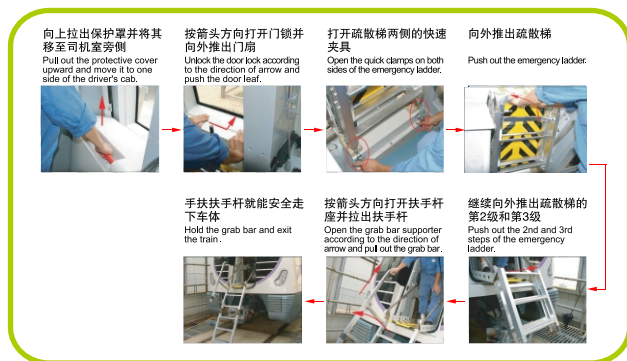 向上拉出保护罩并将其
移至司机室旁侧
Pull out the protective cover
upward and move it to one
side of the driver's cab.
按箭头方向打开门锁并
向外推出门扇
Unlock the door lock according
to the direction of arrow and
push the door leaf.
打开疏散梯两侧的快速
夹具
Open the quick clamps on both
sides of the emergency ladder.
向外推出疏散梯
Push out the emergency ladder.
继续向外推出疏散梯的
第2级和第3级
Push out the 2nd and 3rd
steps of the emergency
ladder.
按箭头方向打开扶手杆
座并拉出扶手杆
Open the grab bar supporter
according to the direction of
arrow and pull out the grab bar.
手扶扶手杆就能安全走
下车体
Hold the grab bar and exit
the train.